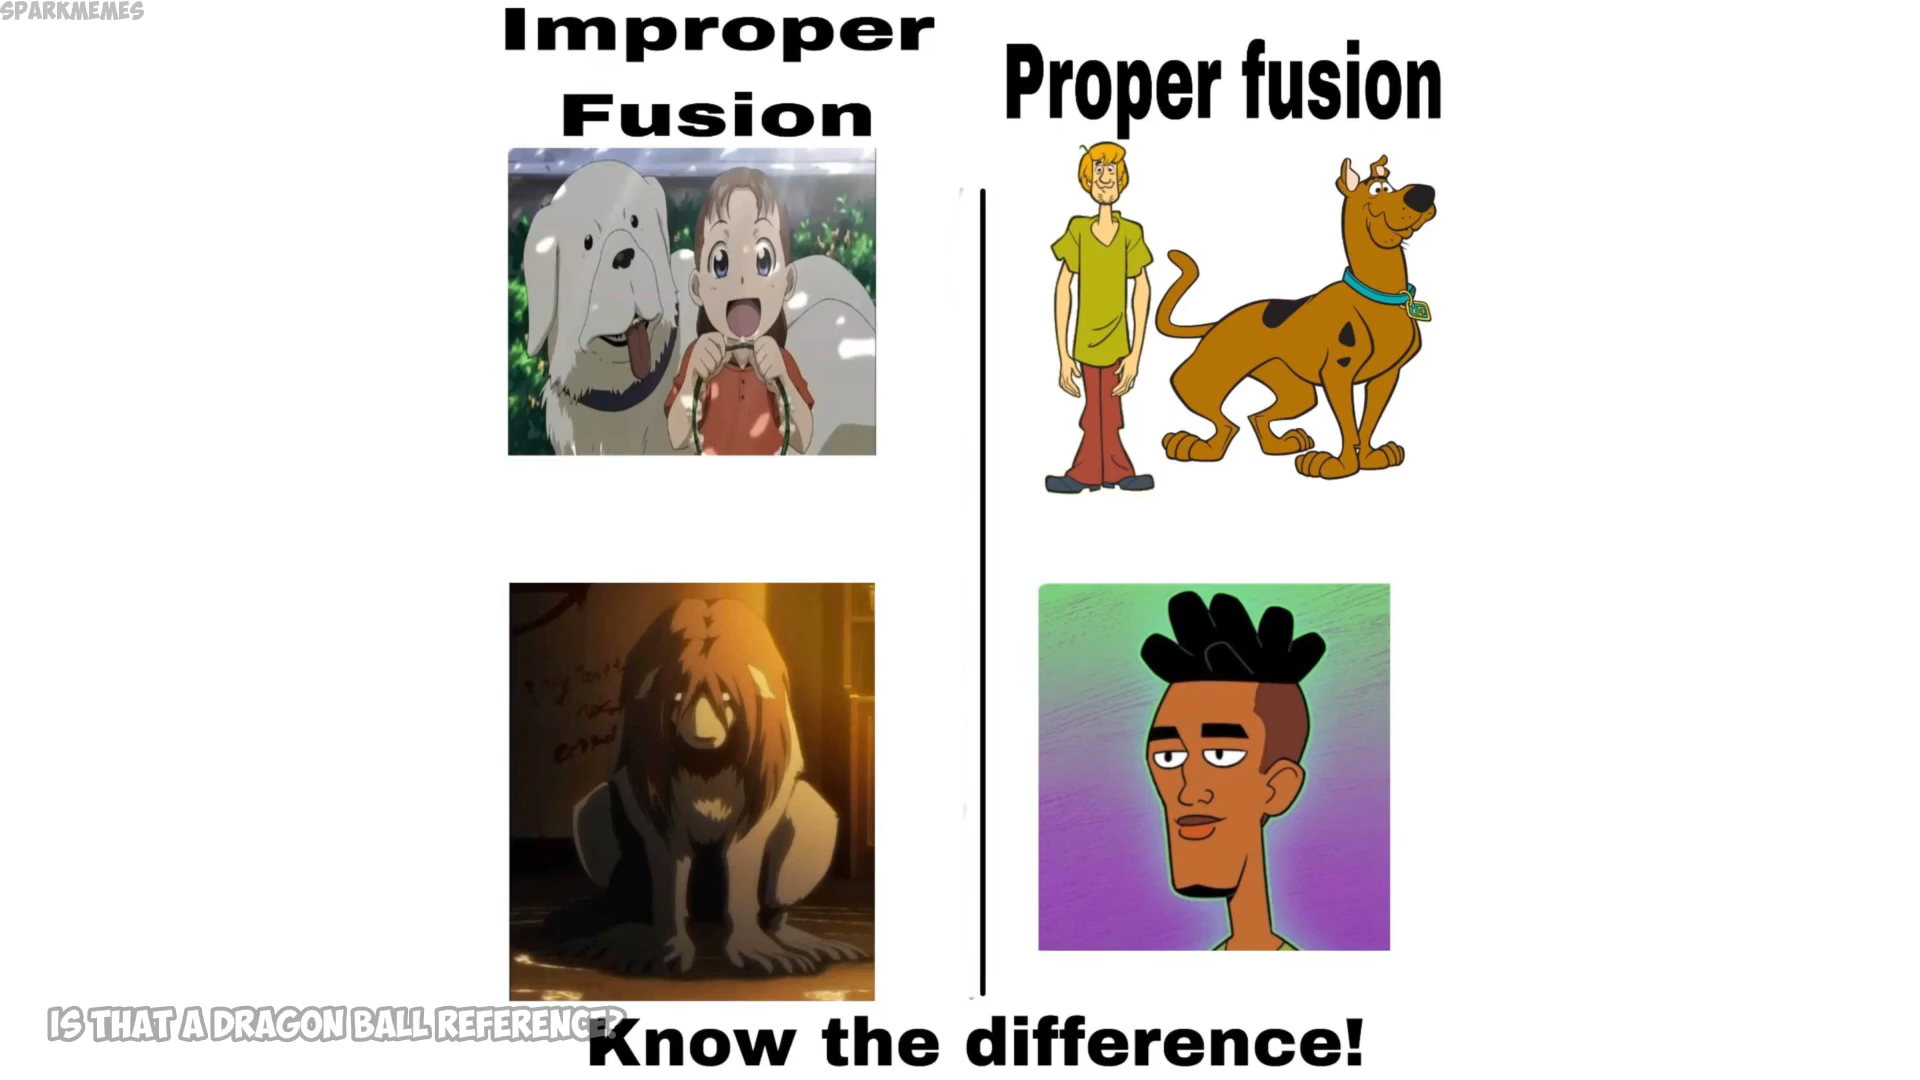 SPARKMEMES
Improper
Fusion
Proper fusion
IS THAT A DRAGON BALL REFERENCE?
Know the difference!